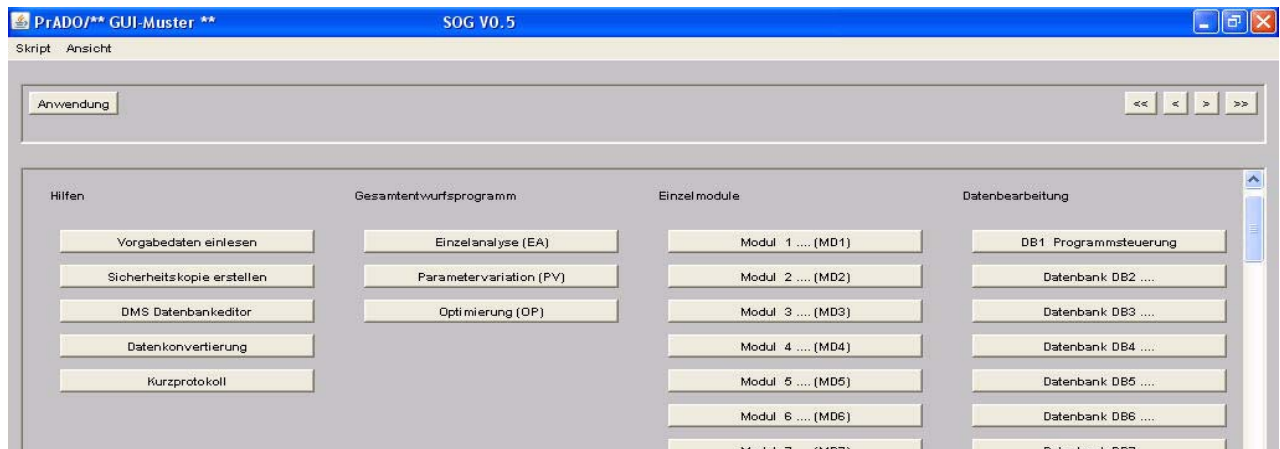 PrADO/** GUI-Muster ** SOG V0.5
Skript Ansicht
Anwendung << < > >>
Hilfen Gesamtentwurfsprogramm Einzelmodule Datenbearbeitung
Vorgabedaten einlesen Einzelanalyse (EA) Modul 1 .... (MD1) DB1 Programmsteuerung
Sicherheitskopie erstellen Parametervariation (PV) Modul 2 .... (MD2) Datenbank DB2 ....
DMS Datenbankeditor Optimierung (OP) Modul 3 .... (MD3) Datenbank DB3 ....
Datenkonvertierung Modul 4 .... (MD4) Datenbank DB4 ....
Kurzprotokoll Modul 5 .... (MD5) Datenbank DB5 ....
Modul 6 .... (MD6) Datenbank DB6 ....